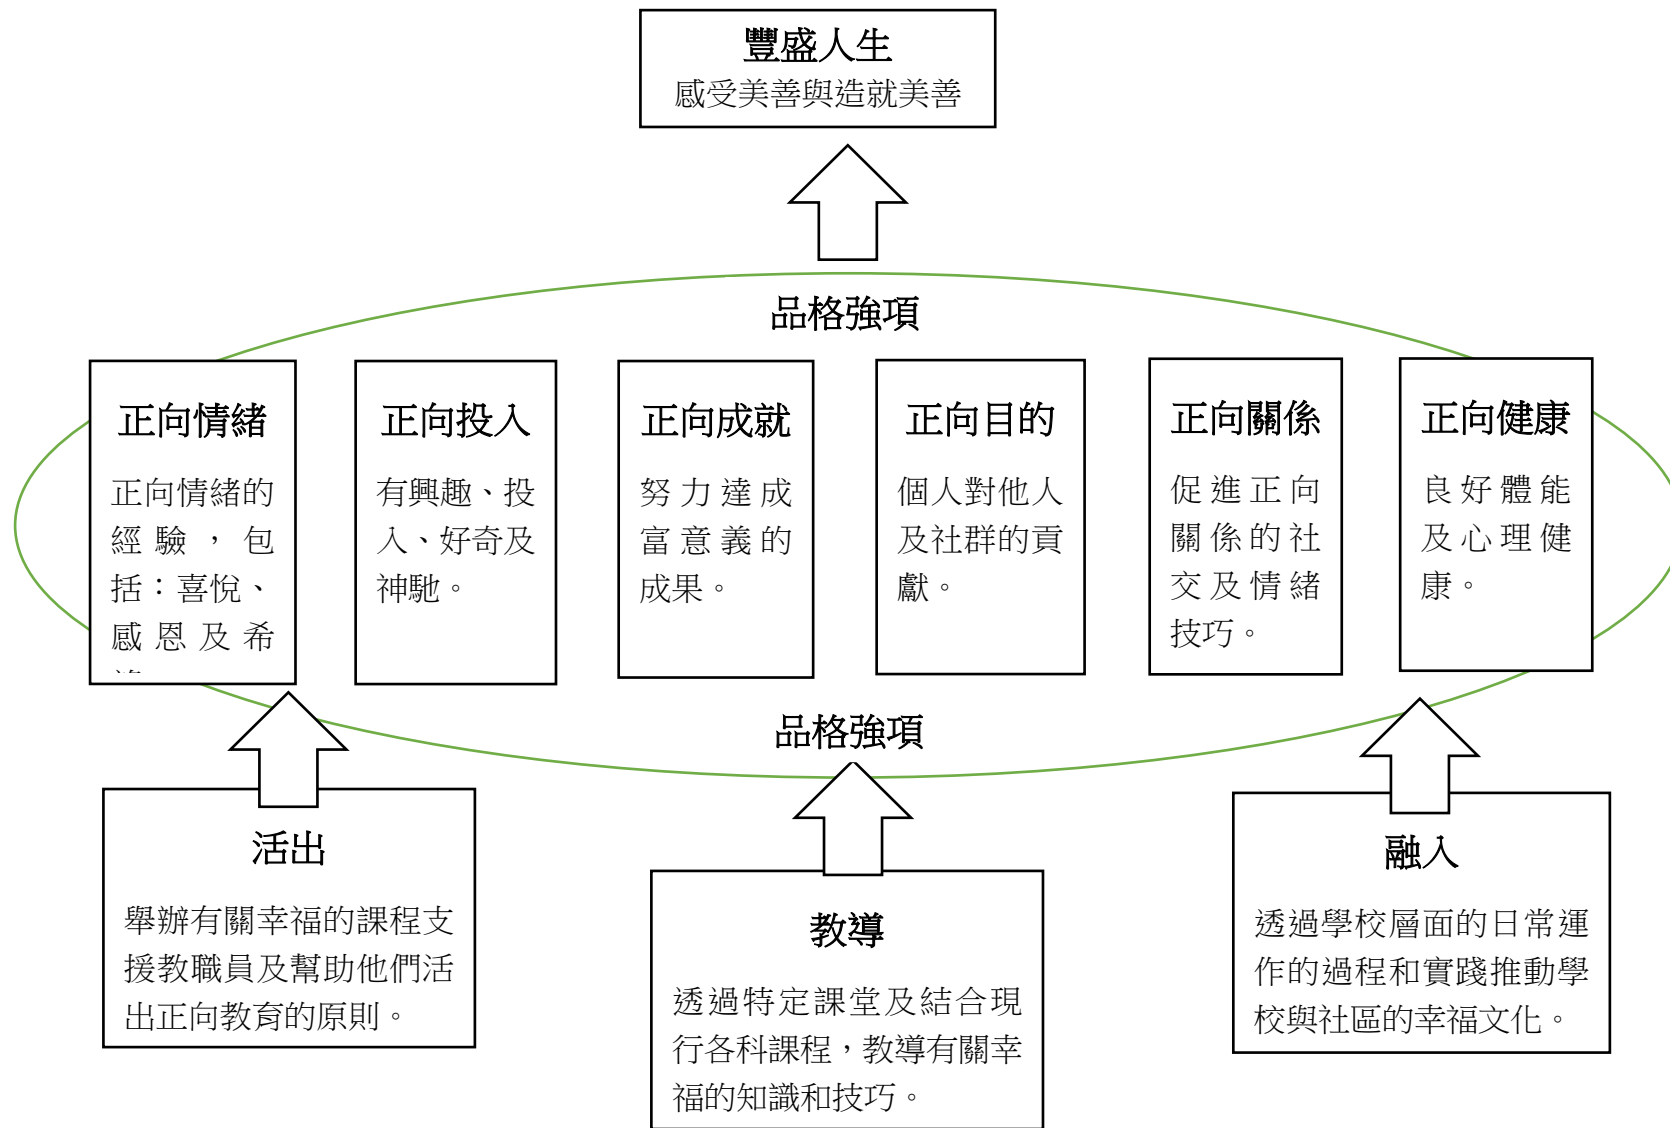 豐盛人生
感受美善與造就美善
品格強項
正向情緒
正向情緒的
經驗，包
括：喜悅、
感恩及希
正向投入
有興趣、投
入、好奇及
神馳。
正向成就
努力達成
富意義的
成果。
正向目的
個人對他人
及社群的貢
獻。
正向關係
促進正向
關係的社
交及情緒
技巧。
正向健康
良好體能
及心理健
康。
品格強項
活出
舉辦有關幸福的課程支
援教職員及幫助他們活
出正向教育的原則。
教導
透過特定課堂及結合現
行各科課程，教導有關幸
福的知識和技巧。
融入
透過學校層面的日常運
作的過程和實踐推動學
校與社區的幸福文化。